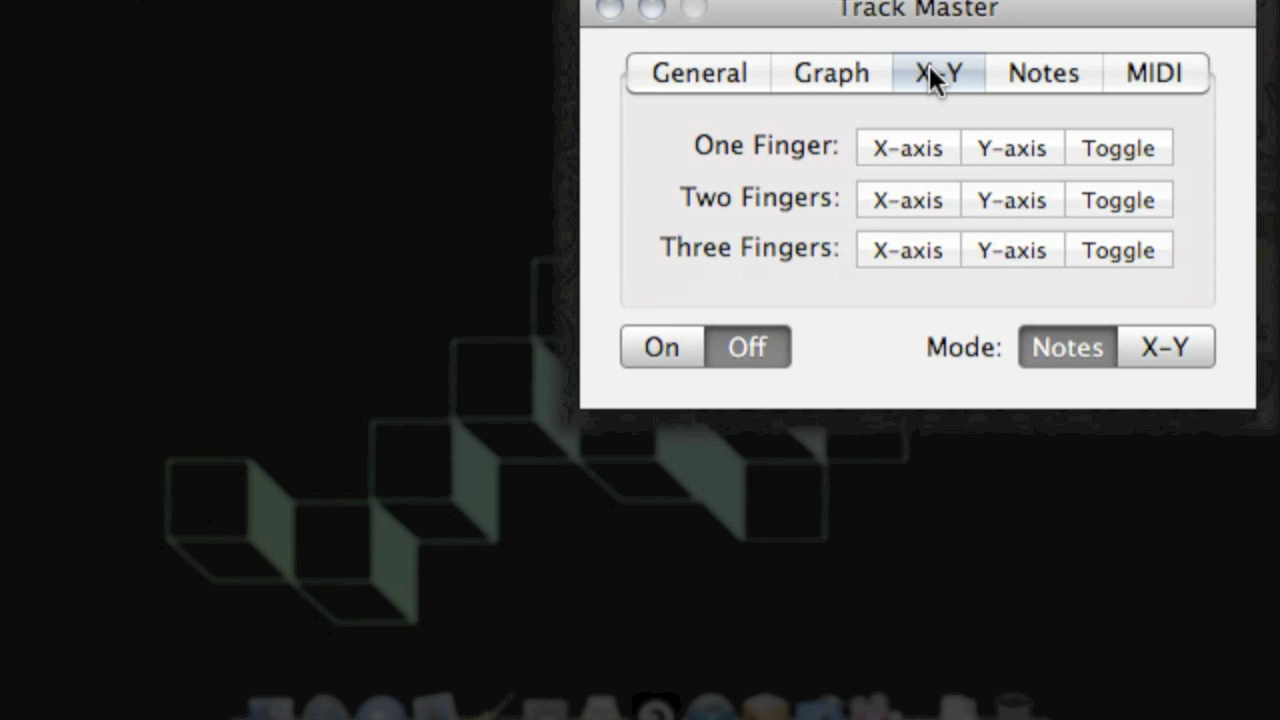 Track Master
General Graph X-Y Notes MIDI
One Finger: X-axis Y-axis Toggle
Two Fingers: X-axis Y-axis Toggle
Three Fingers: X-axis Y-axis Toggle
On Off Mode: Notes X-Y